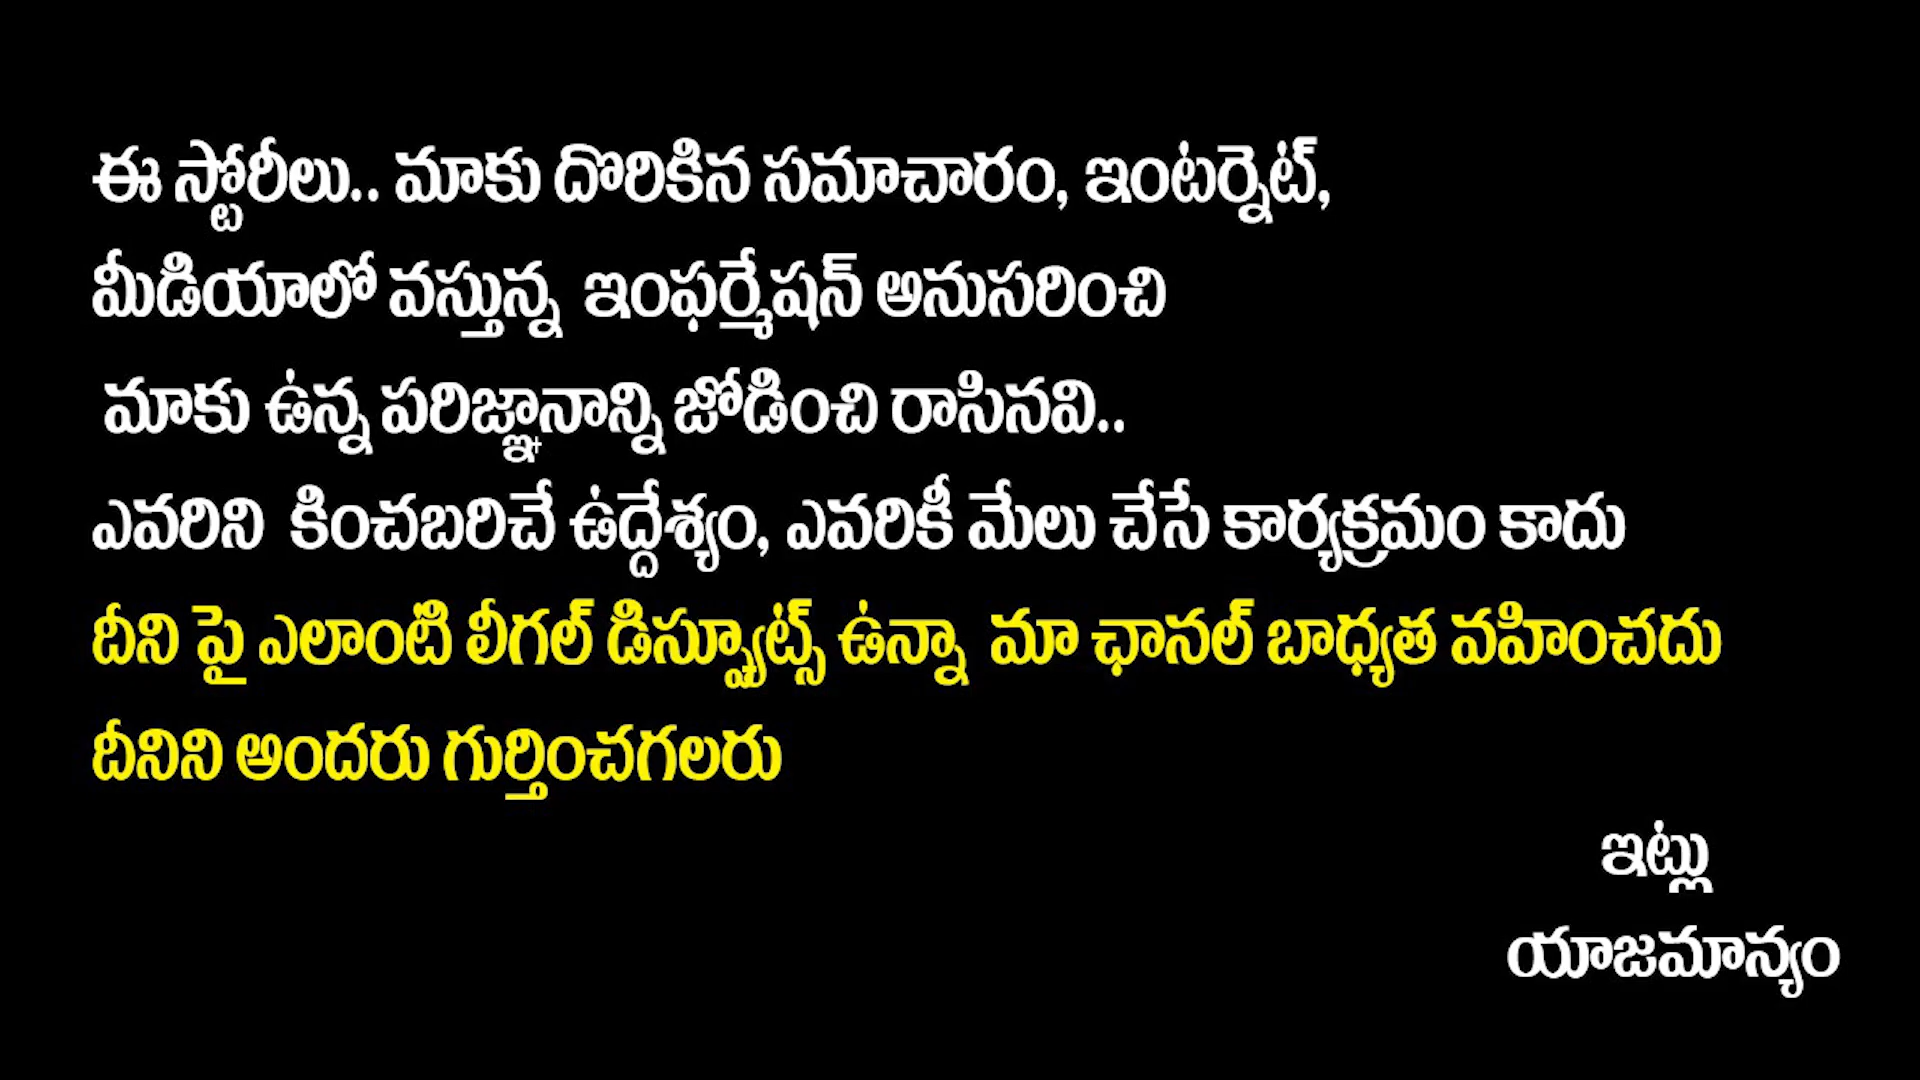 ఈ స్టోరీలు.. మాకు దొరికిన సమాచారం, ఇంటర్నెట్,
మీడియాలో వస్తున్న ఇంఫర్మేషన్ అనుసరించి
మాకు ఉన్న పరిజ్ఞానాన్ని జోడించి రాసినవి..
ఎవరిని కించబరిచే ఉద్దేశ్యం, ఎవరికీ మేలు చేసే కార్యక్రమం కాదు
దీని పై ఎలాంటి లీగల్ డిస్ప్యూట్స్ ఉన్నా మా ఛానల్ బాధ్యత వహించదు
దీనిని అందరు గుర్తించగలరు
ఇట్లు
యాజమాన్యం